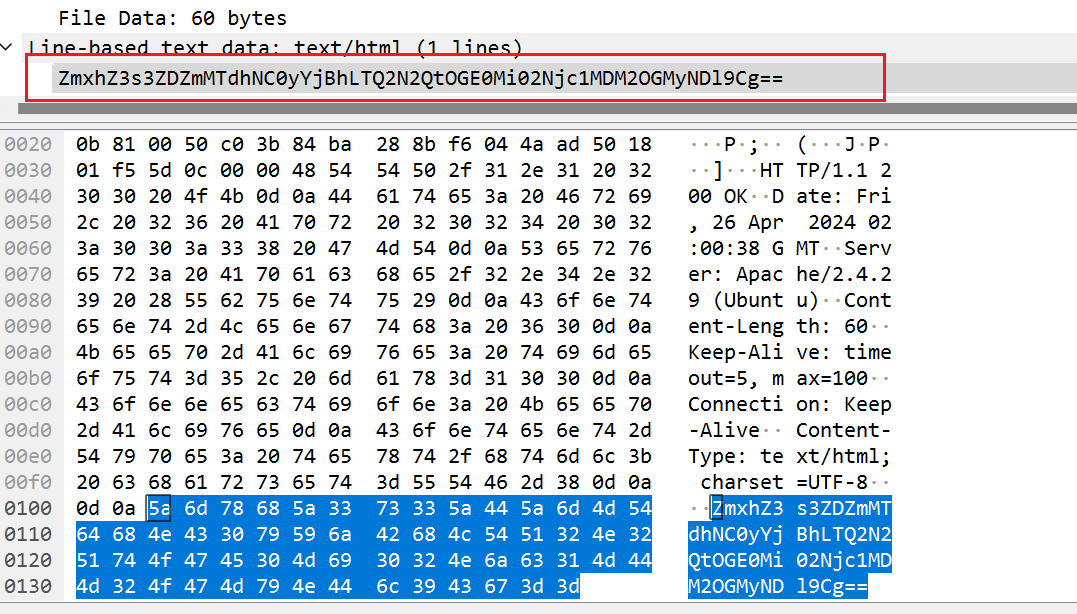 File Data: 60 bytes
Line-based text data: text/html (1 lines)
ZmxhZ3s3ZDZmMTdhNC0yYjBhLTQ2N2QtOGE0Mi02Njc1MDM2OGMyNDl9Cg==
0020 0b 81 00 50 c0 3b 84 ba 28 8b f6 04 4a ad 50 18 ···P·;·· (···J·P·
0030 01 f5 5d 0c 00 00 48 54 54 50 2f 31 2e 31 20 32 ··]···HT TP/1.1 2
0040 30 30 20 4f 4b 0d 0a 44 61 74 65 3a 20 46 72 69 00 OK··D ate: Fri
0050 2c 20 32 36 20 41 70 72 20 32 30 32 34 20 30 32 , 26 Apr 2024 02
0060 3a 30 30 3a 33 38 20 47 4d 54 0d 0a 53 65 72 76 :00:38 G MT··Serv
0070 65 72 3a 20 41 70 61 63 68 65 2f 32 2e 34 2e 32 er: Apac he/2.4.2
0080 39 20 28 55 62 75 6e 74 75 29 0d 0a 43 6f 6e 74 9 (Ubunt u)··Cont
0090 65 6e 74 2d 4c 65 6e 67 74 68 3a 20 36 30 0d 0a ent-Leng th: 60··
00a0 4b 65 65 70 2d 41 6c 69 76 65 3a 20 74 69 6d 65 Keep-Ali ve: time
00b0 6f 75 74 3d 35 2c 20 6d 61 78 3d 31 30 30 0d 0a out=5, m ax=100··
00c0 43 6f 6e 6e 65 63 74 69 6f 6e 3a 20 4b 65 65 70 Connecti on: Keep
00d0 2d 41 6c 69 76 65 0d 0a 43 6f 6e 74 65 6e 74 2d -Alive·· Content-
00e0 54 79 70 65 3a 20 74 65 78 74 2f 68 74 6d 6c 3b Type: te xt/html;
00f0 20 63 68 61 72 73 65 74 3d 55 54 46 2d 38 0d 0a charset =UTF-8··
0100 0d 0a 5a 6d 78 68 5a 33 73 33 5a 44 5a 6d 4d 54 ··ZmxhZ3 s3ZDZmMT
0110 64 68 4e 43 30 79 59 6a 42 68 4c 54 51 32 4e 32 dhNC0yYj BhLTQ2N2
0120 51 74 4f 47 45 30 4d 69 30 32 4e 6a 63 31 4d 44 QtOGE0Mi 02Njc1MD
0130 4d 32 4f 47 4d 79 4e 44 6c 39 43 67 3d 3d M2OGMyND l9Cg==